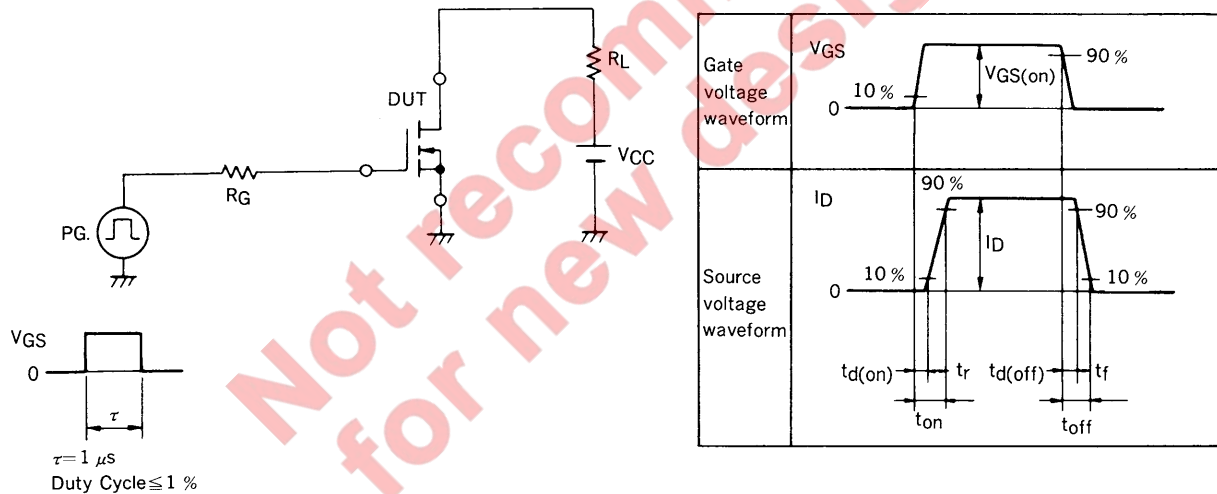 DUT
RL
VCC
RG
PG.
VGS
0
τ
τ=1 μs
Duty Cycle≦1 %
Gate
voltage
waveform
VGS
90 %
VGS(on)
10 %
0
Source
voltage
waveform
ID
90 %
90 %
ID
10 %
10 %
0
td(on)
tr
td(off)
tf
ton
toff
Not recomm
for new design